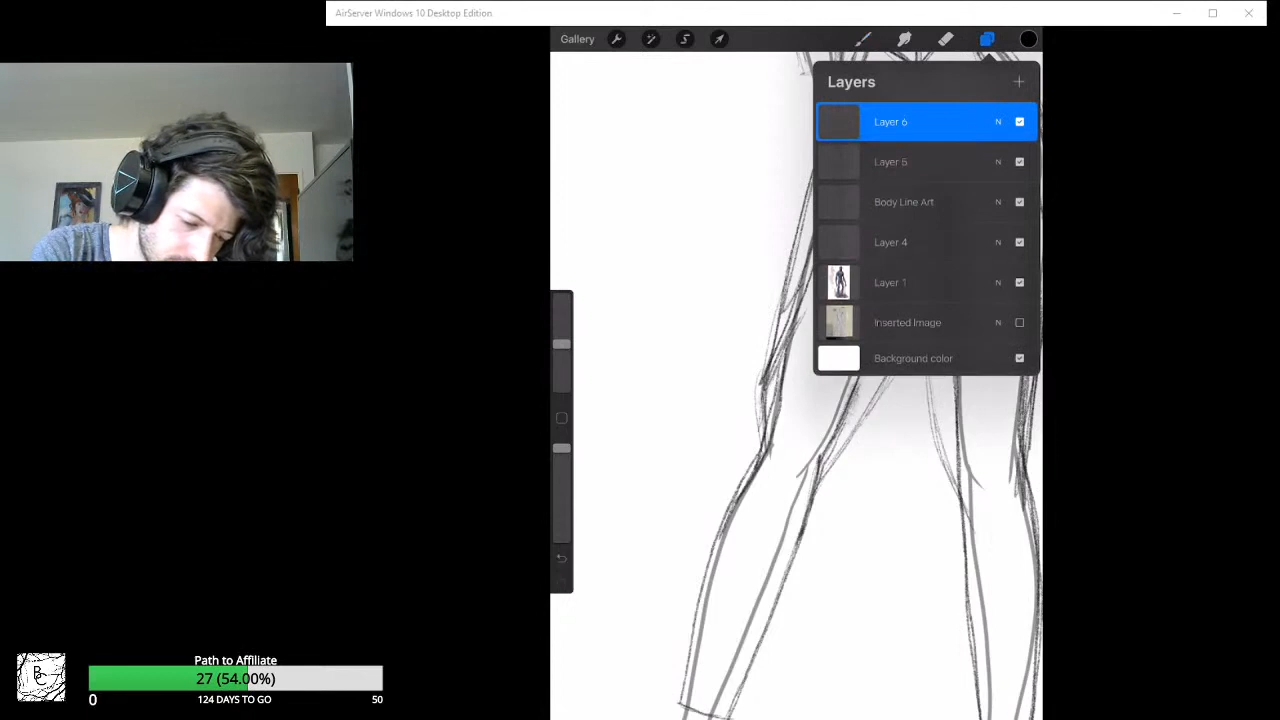 AirServer Windows 10 Desktop Edition
Gallery
Layers
Layer 6 N
Layer 5 N
Body Line Art N
Layer 4 N
Layer 1 N
Inserted Image N
Background color
Path to Affiliate
27 (54.00%)
0 124 DAYS TO GO 50